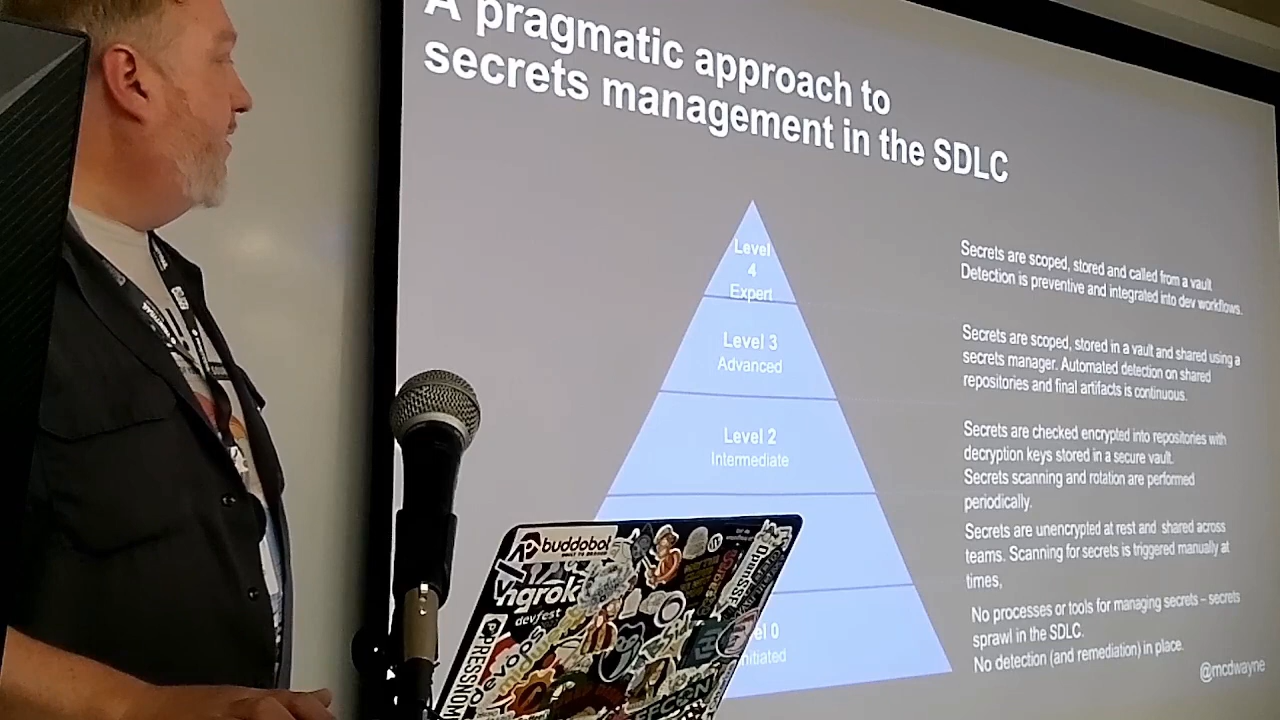 A pragmatic approach to
secrets management in the SDLC
Level
4
Expert
Secrets are scoped, stored and called from a vault
Detection is preventive and integrated into dev workflows.
Level 3
Advanced
Secrets are scoped, stored in a vault and shared using a
secrets manager. Automated detection on shared
repositories and final artifacts is continuous.
Level 2
Intermediate
Secrets are checked encrypted into repositories with
decryption keys stored in a secure vault.
Secrets scanning and rotation are performed
periodically.
Secrets are unencrypted at rest and shared across
teams. Scanning for secrets is triggered manually at
times,
el 0
nitiated
No processes or tools for managing secrets – secrets
sprawl in the SDLC.
No detection (and remediation) in place.
@mcdwayne
buddobot
ngrok
devfest
PRESSNOM